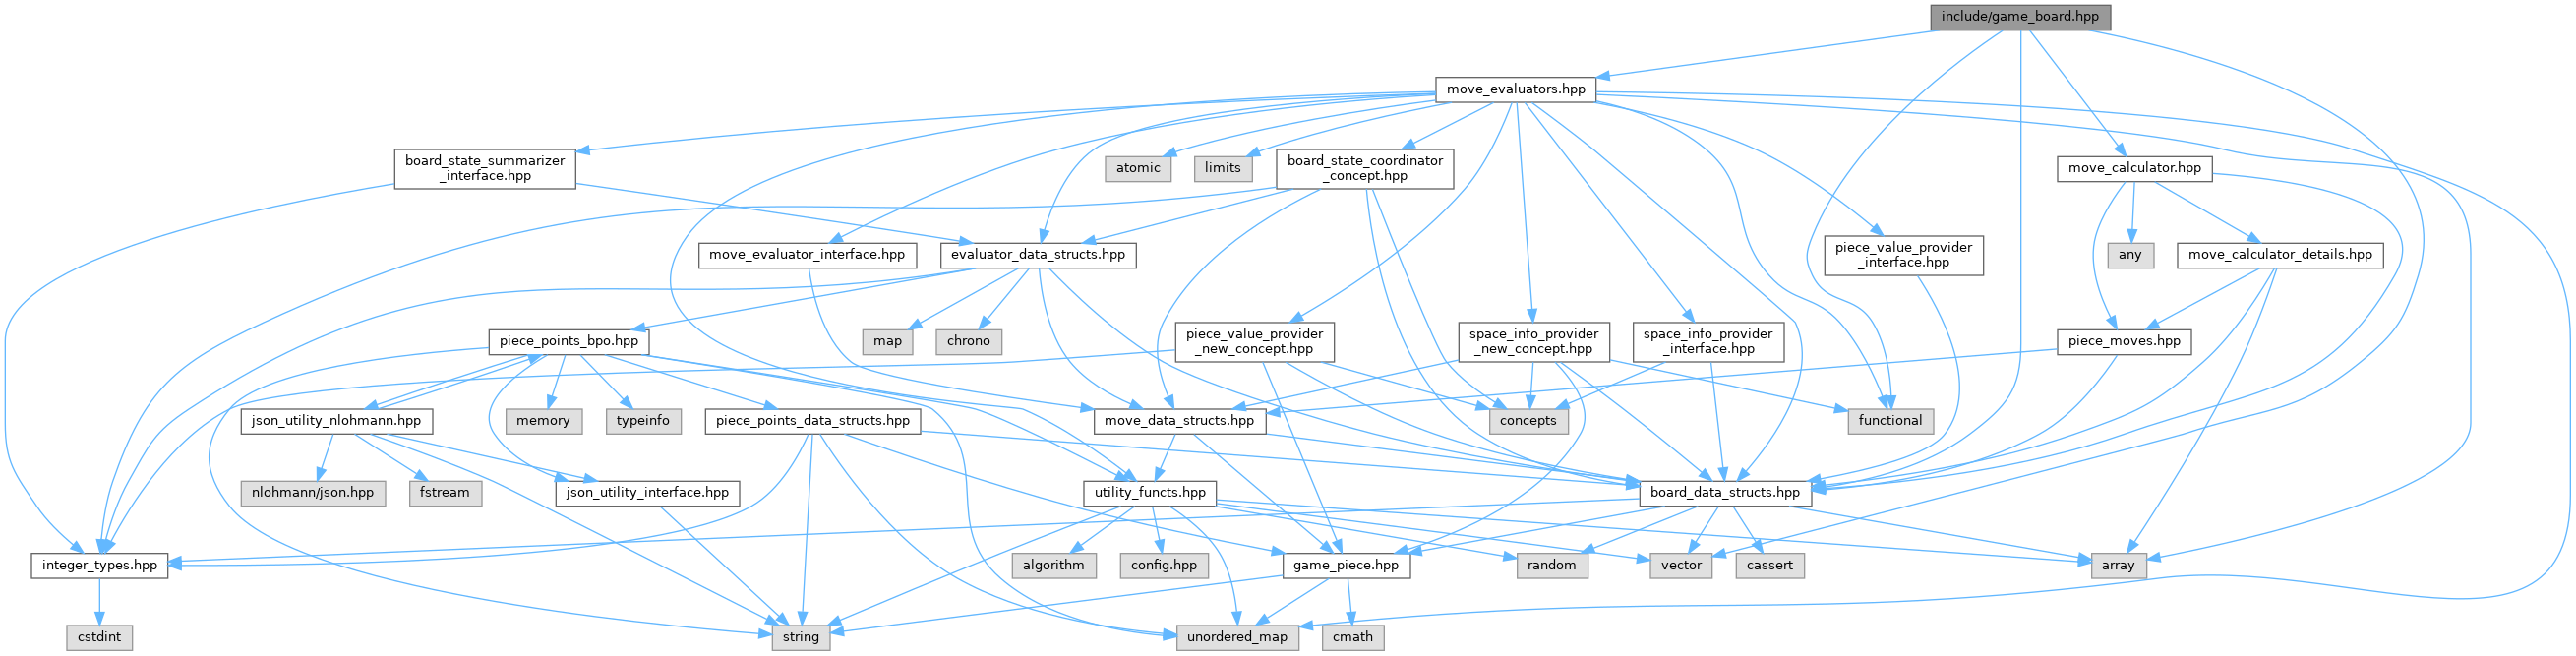 include/game_board.hpp
move_evaluators.hpp
board_state_summarizer
_interface.hpp
atomic
limits
board_state_coordinator
_concept.hpp
move_calculator.hpp
move_evaluator_interface.hpp
evaluator_data_structs.hpp
piece_value_provider
_interface.hpp
any
move_calculator_details.hpp
piece_points_bpo.hpp
map
chrono
piece_value_provider
_new_concept.hpp
space_info_provider
_new_concept.hpp
space_info_provider
_interface.hpp
piece_moves.hpp
json_utility_nlohmann.hpp
memory
typeinfo
piece_points_data_structs.hpp
move_data_structs.hpp
concepts
functional
nlohmann/json.hpp
fstream
json_utility_interface.hpp
utility_functs.hpp
board_data_structs.hpp
integer_types.hpp
algorithm
config.hpp
game_piece.hpp
random
vector
cassert
array
cstdint
string
unordered_map
cmath